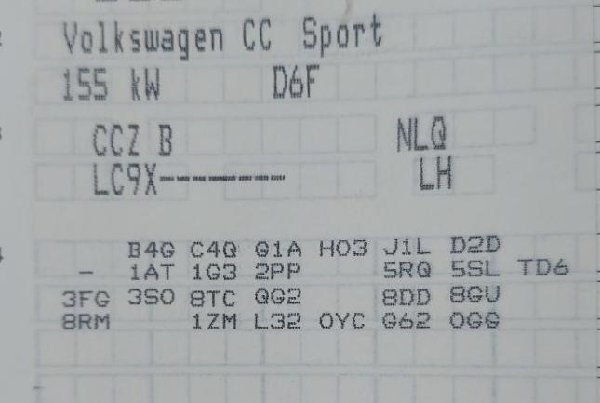 Volkswagen CC Sport
155 kW D6F
CCZ B NLQ
LC9X------- LH
B4G C4Q Q1A H03 J1L D2D
- 1AT 1G3 2PP 5RQ 5SL TD6
3FG 3S0 8TC QG2 8DD 8GU
8RM 1ZM L32 0YC G62 0GG